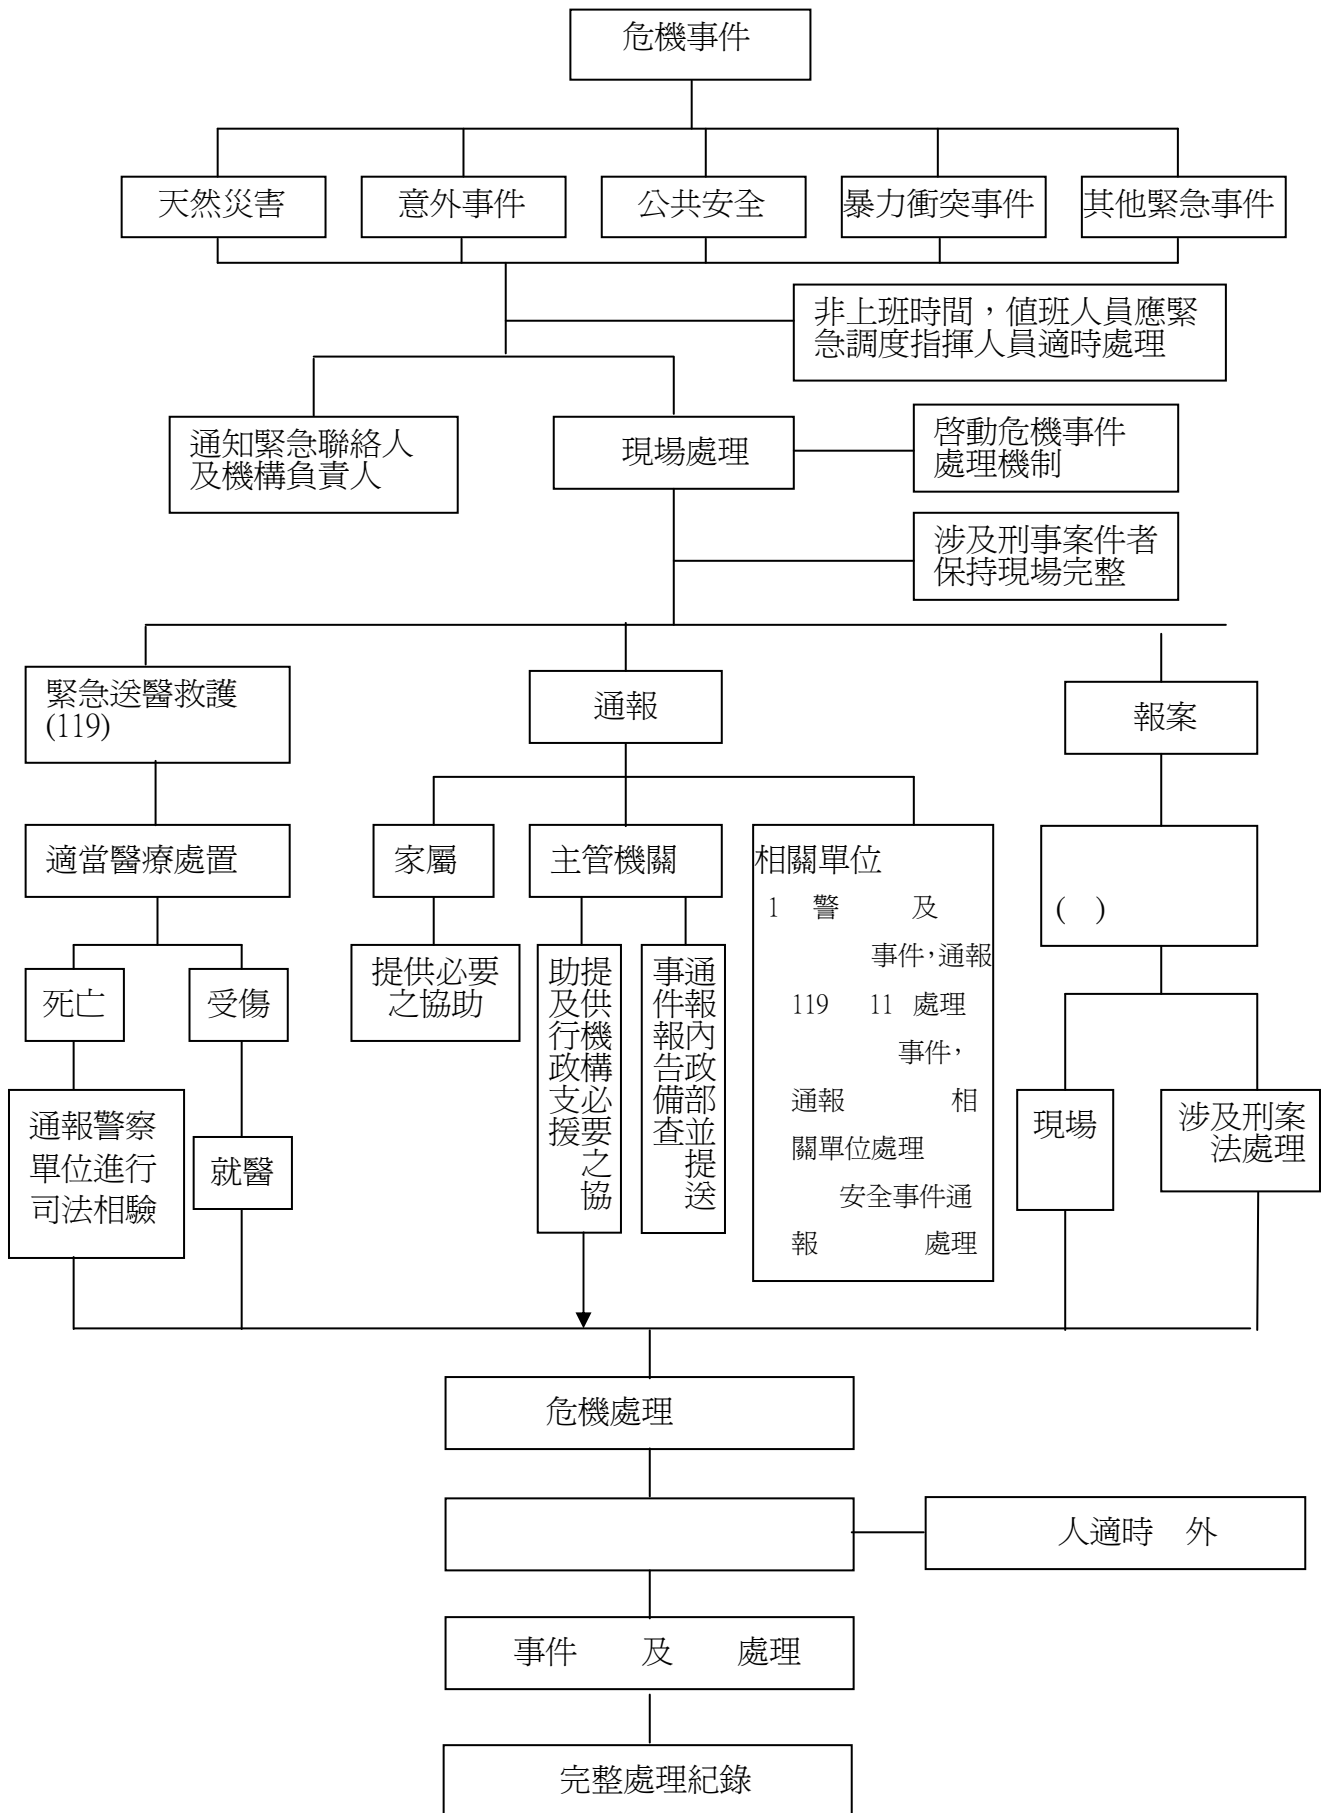 危機事件
天然災害
意外事件
公共安全
暴力衝突事件
其他緊急事件
非上班時間，值班人員應緊
急調度指揮人員適時處理
通知緊急聯絡人
及機構負責人
現場處理
啓動危機事件
處理機制
涉及刑事案件者
保持現場完整
緊急送醫救護
(119)
通報
報案
適當醫療處置
家屬
主管機關
相關單位
1 警 及
事件,通報
119 11 處理
事件,
通報 相
關單位處理
安全事件通
報 處理
( )
死亡
受傷
提供必要
之協助
提供機構必要之協
助及行政支援
通報內政部並提送
事件報告備查
通報警察
單位進行
司法相驗
就醫
現場
涉及刑案
法處理
危機處理
人適時 外
事件 及 處理
完整處理紀錄